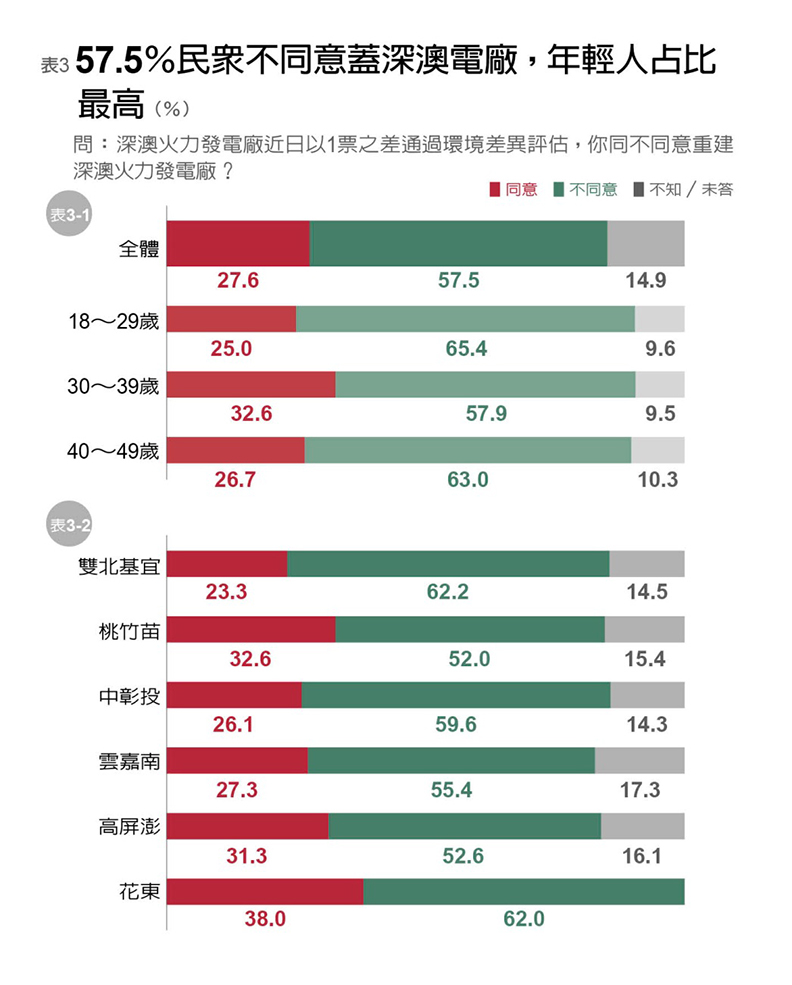 表3 57.5%民眾不同意蓋深澳電廠,年輕人占比
最高(%)
問:深澳火力發電廠近日以1票之差通過環境差異評估,你同不同意重建
深澳火力發電廠?
同意 不同意 不知/未答
表3-1
全體
27.6 57.5 14.9
18~29歲
25.0 65.4 9.6
30~39歲
32.6 57.9 9.5
40~49歲
26.7 63.0 10.3
表3-2
雙北基宜
23.3 62.2 14.5
桃竹苗
32.6 52.0 15.4
中彰投
26.1 59.6 14.3
雲嘉南
27.3 55.4 17.3
高屏澎
31.3 52.6 16.1
花東
38.0 62.0